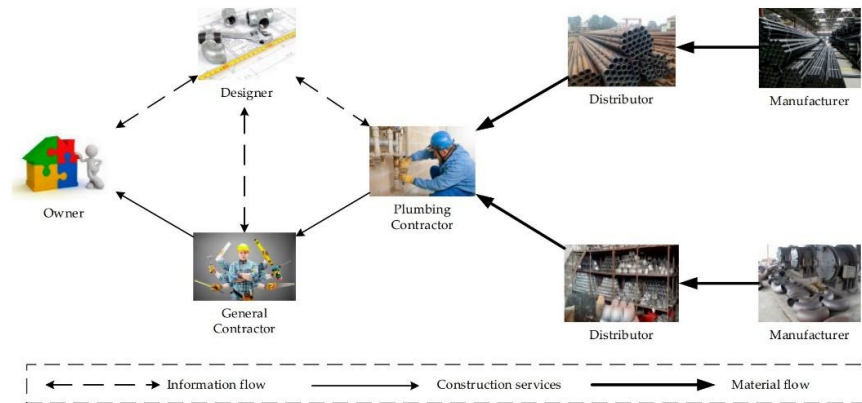 Designer
Distributor
Manufacturer
Owner
Plumbing
Contractor
General
Contractor
Distributor
Manufacturer
Information flow
Construction services
Material flow